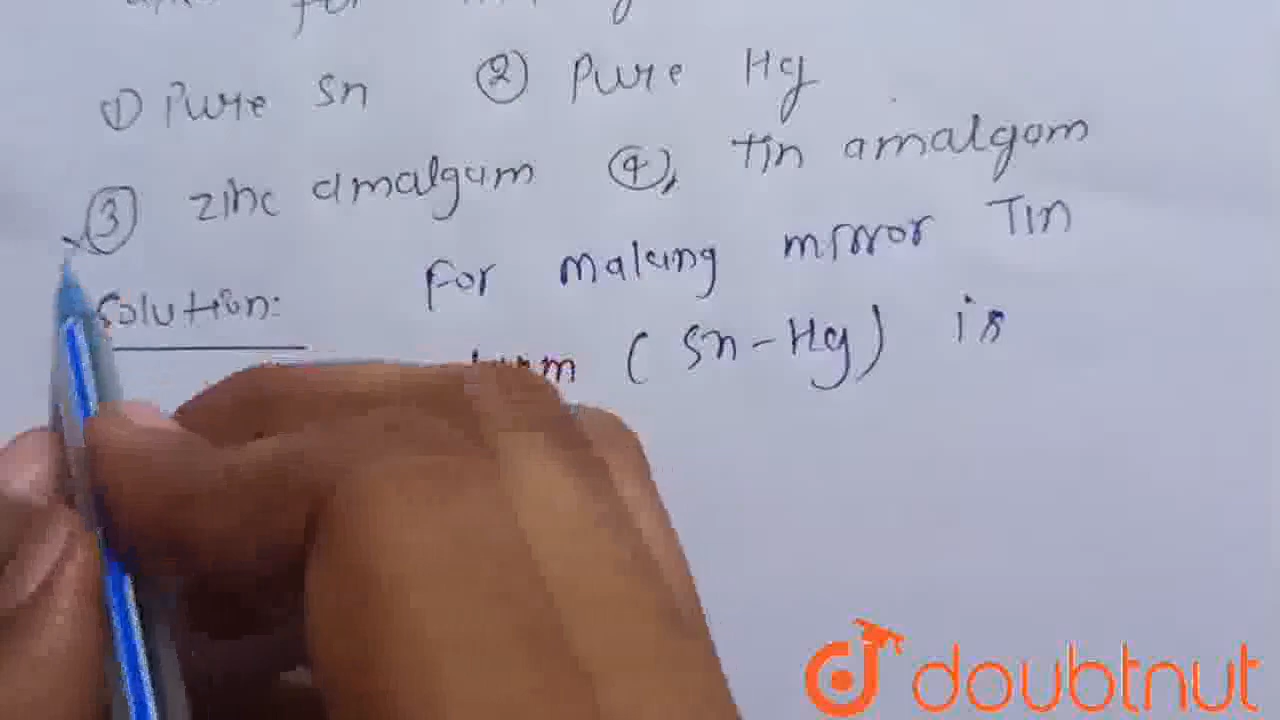 for
① Pure Sn ② Pure Hg
③ zinc amalgam ④, Tin amalgam
Solution: For making mirror Tin
(Sn-Hg) is
doubtnut